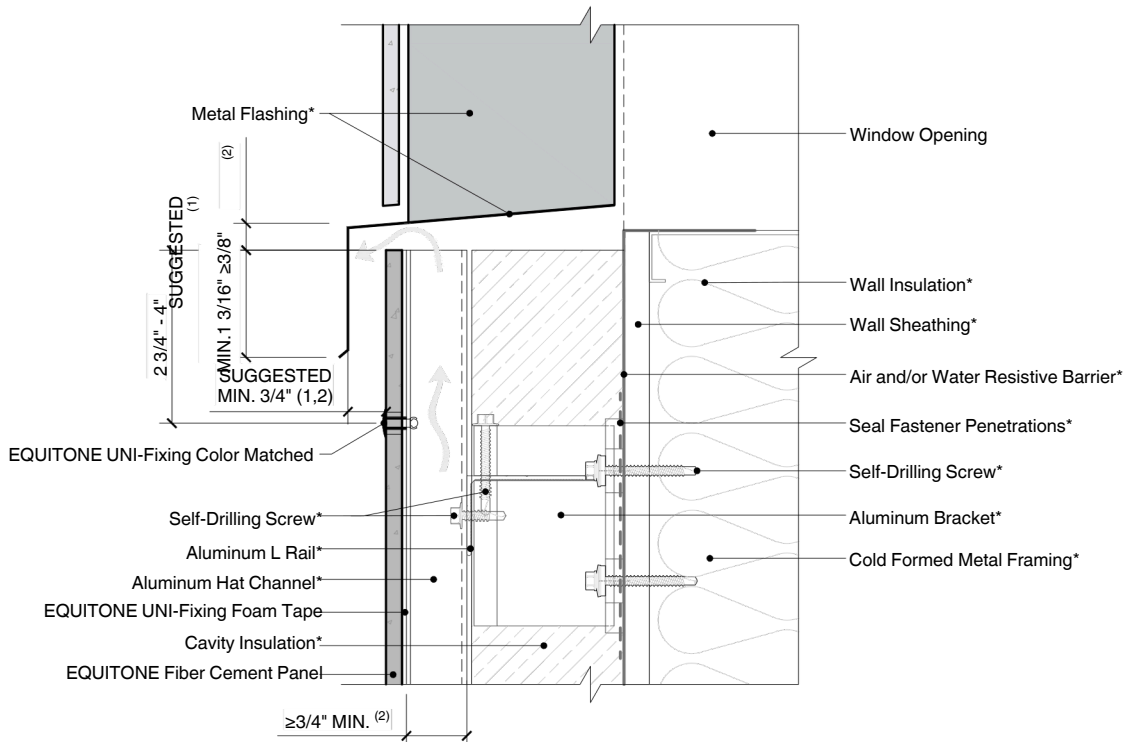 Metal Flashing*
(2)
SUGGESTED
(1)
2 3/4" - 4"
MIN.1 3/16" ≥3/8"
SUGGESTED
MIN. 3/4" (1,2)
EQUITONE UNI-Fixing Color Matched
Self-Drilling Screw*
Aluminum L Rail*
Aluminum Hat Channel*
EQUITONE UNI-Fixing Foam Tape
Cavity Insulation*
EQUITONE Fiber Cement Panel
≥3/4" MIN. (2)
Window Opening
Wall Insulation*
Wall Sheathing*
Air and/or Water Resistive Barrier*
Seal Fastener Penetrations*
Self-Drilling Screw*
Aluminum Bracket*
Cold Formed Metal Framing*